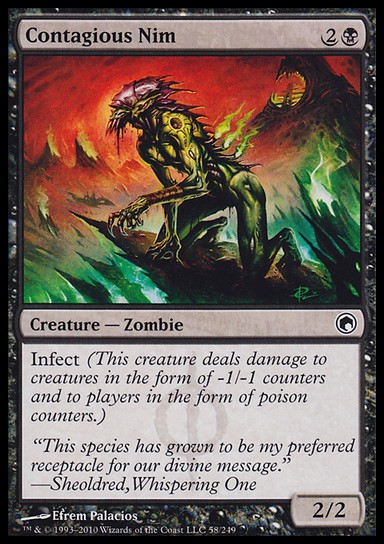 Contagious Nim 2
Creature — Zombie
Infect (This creature deals damage to
creatures in the form of -1/-1 counters
and to players in the form of poison
counters.)
"This species has grown to be my preferred
receptacle for our divine message."
—Sheoldred, Whispering One
Efrem Palacios
™ & © 1993–2010 Wizards of the Coast LLC 58/249
2/2